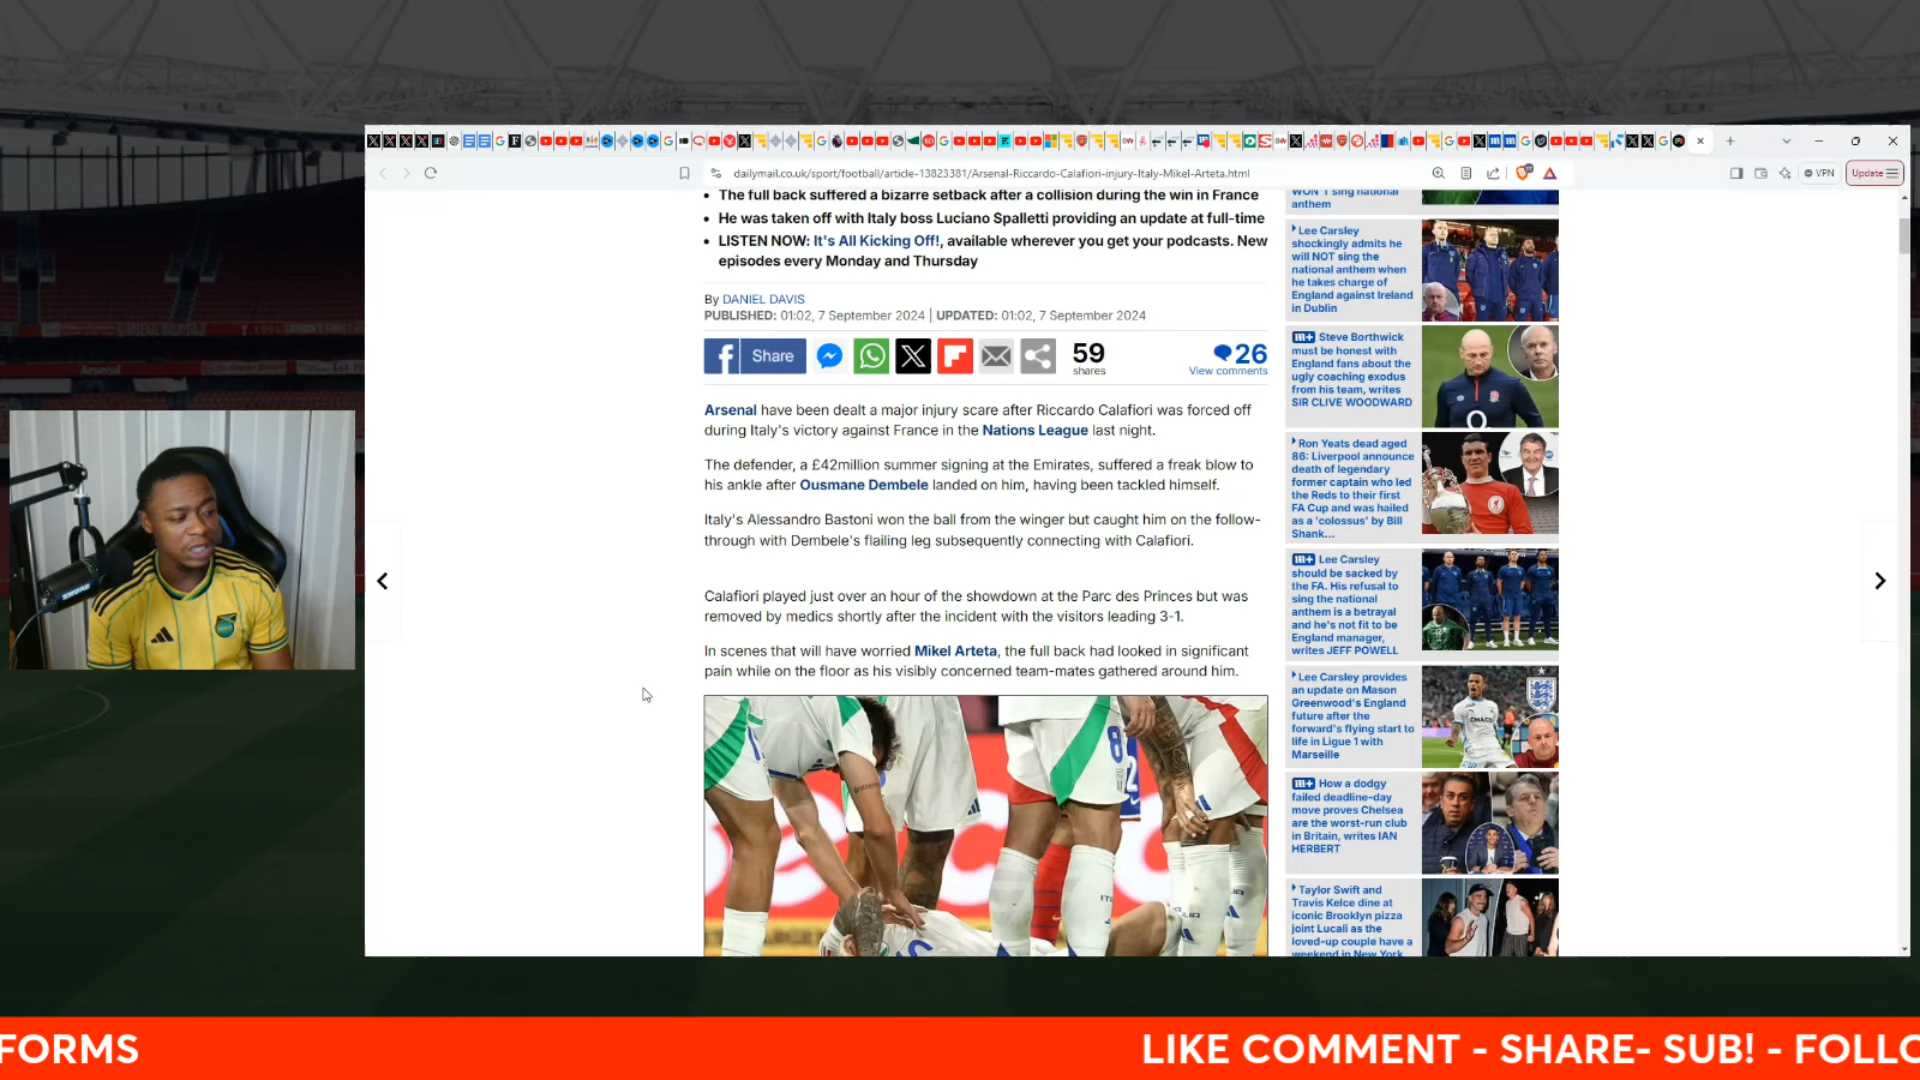 dailymail.co.uk/sport/football/article-13823381/Arsenal-Riccardo-Calafiori-injury-Italy-Mikel-Arteta.html
VPN
Update
• The full back suffered a bizarre setback after a collision during the win in France
• He was taken off with Italy boss Luciano Spalletti providing an update at full-time
• LISTEN NOW: It's All Kicking Off!, available wherever you get your podcasts. New
episodes every Monday and Thursday
By DANIEL DAVIS
PUBLISHED: 01:02, 7 September 2024 | UPDATED: 01:02, 7 September 2024
Share
59
shares
26
View comments
Arsenal have been dealt a major injury scare after Riccardo Calafiori was forced off
during Italy's victory against France in the Nations League last night.
The defender, a £42million summer signing at the Emirates, suffered a freak blow to
his ankle after Ousmane Dembele landed on him, having been tackled himself.
Italy's Alessandro Bastoni won the ball from the winger but caught him on the follow-
through with Dembele's flailing leg subsequently connecting with Calafiori.
Calafiori played just over an hour of the showdown at the Parc des Princes but was
removed by medics shortly after the incident with the visitors leading 3-1.
In scenes that will have worried Mikel Arteta, the full back had looked in significant
pain while on the floor as his visibly concerned team-mates gathered around him.
8
WON'T sing national
anthem
Lee Carsley
shockingly admits he
will NOT sing the
national anthem when
he takes charge of
England against Ireland
in Dublin
m+ Steve Borthwick
must be honest with
England fans about the
ugly coaching exodus
from his team, writes
SIR CLIVE WOODWARD
Ron Yeats dead aged
86: Liverpool announce
death of legendary
former captain who led
the Reds to their first
FA Cup and was hailed
as a 'colossus' by Bill
Shank...
m+ Lee Carsley
should be sacked by
the FA. His refusal to
sing the national
anthem is a betrayal
and he's not fit to be
England manager,
writes JEFF POWELL
Lee Carsley provides
an update on Mason
Greenwood's England
future after the
forward's flying start to
life in Ligue 1 with
Marseille
m+ How a dodgy
failed deadline-day
move proves Chelsea
are the worst-run club
in Britain, writes IAN
HERBERT
Taylor Swift and
Travis Kelce dine at
iconic Brooklyn pizza
joint Lucali as the
loved-up couple have a
weekend in New York
Arsenal
SHURE
FORMS
LIKE COMMENT - SHARE- SUB! - FOLLO